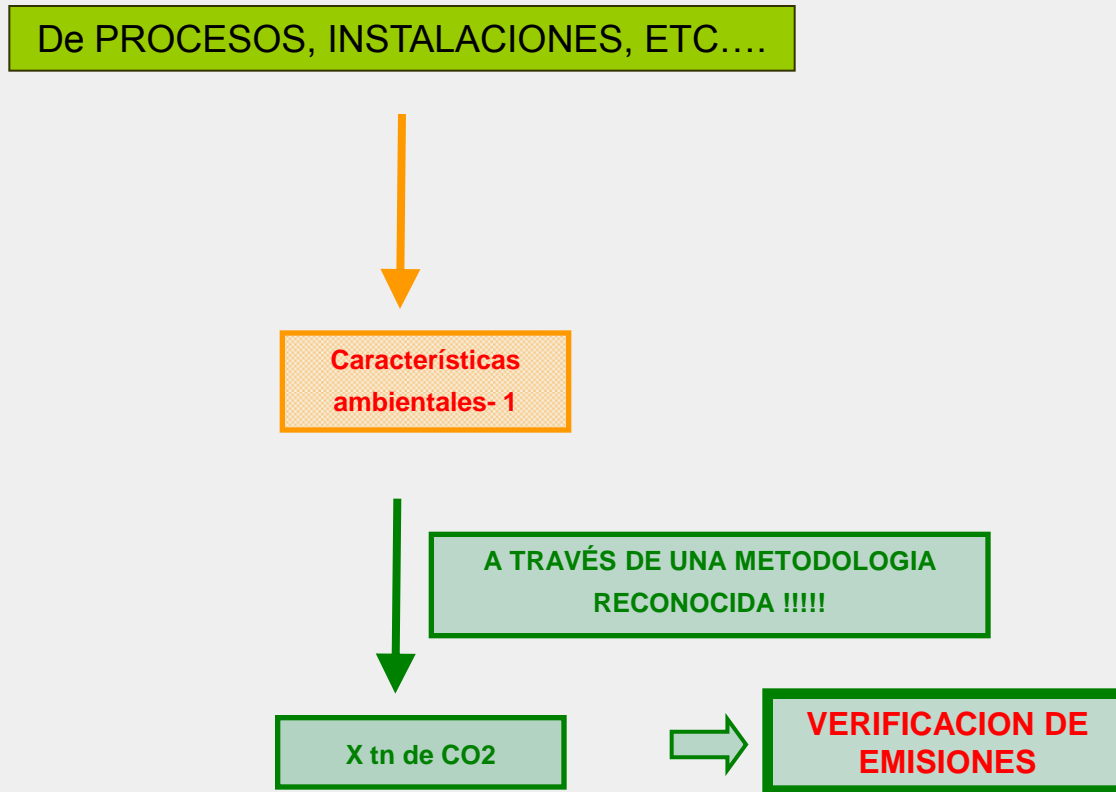 De PROCESOS, INSTALACIONES, ETC….
Características
ambientales- 1
A TRAVÉS DE UNA METODOLOGIA
RECONOCIDA !!!!!
X tn de CO2
VERIFICACION DE
EMISIONES